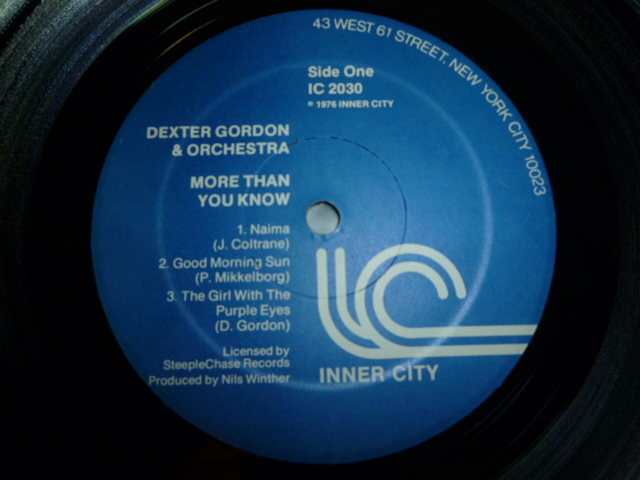 43 WEST 61 STREET, NEW YORK CITY 10023
Side One
IC 2030
℗ 1976 INNER CITY
DEXTER GORDON
& ORCHESTRA
MORE THAN
YOU KNOW
1. Naima
(J. Coltrane)
2. Good Morning Sun
(P. Mikkelborg)
3. The Girl With The
Purple Eyes
(D. Gordon)
Licensed by
SteepleChase Records
Produced by Nils Winther
IC
INNER CITY